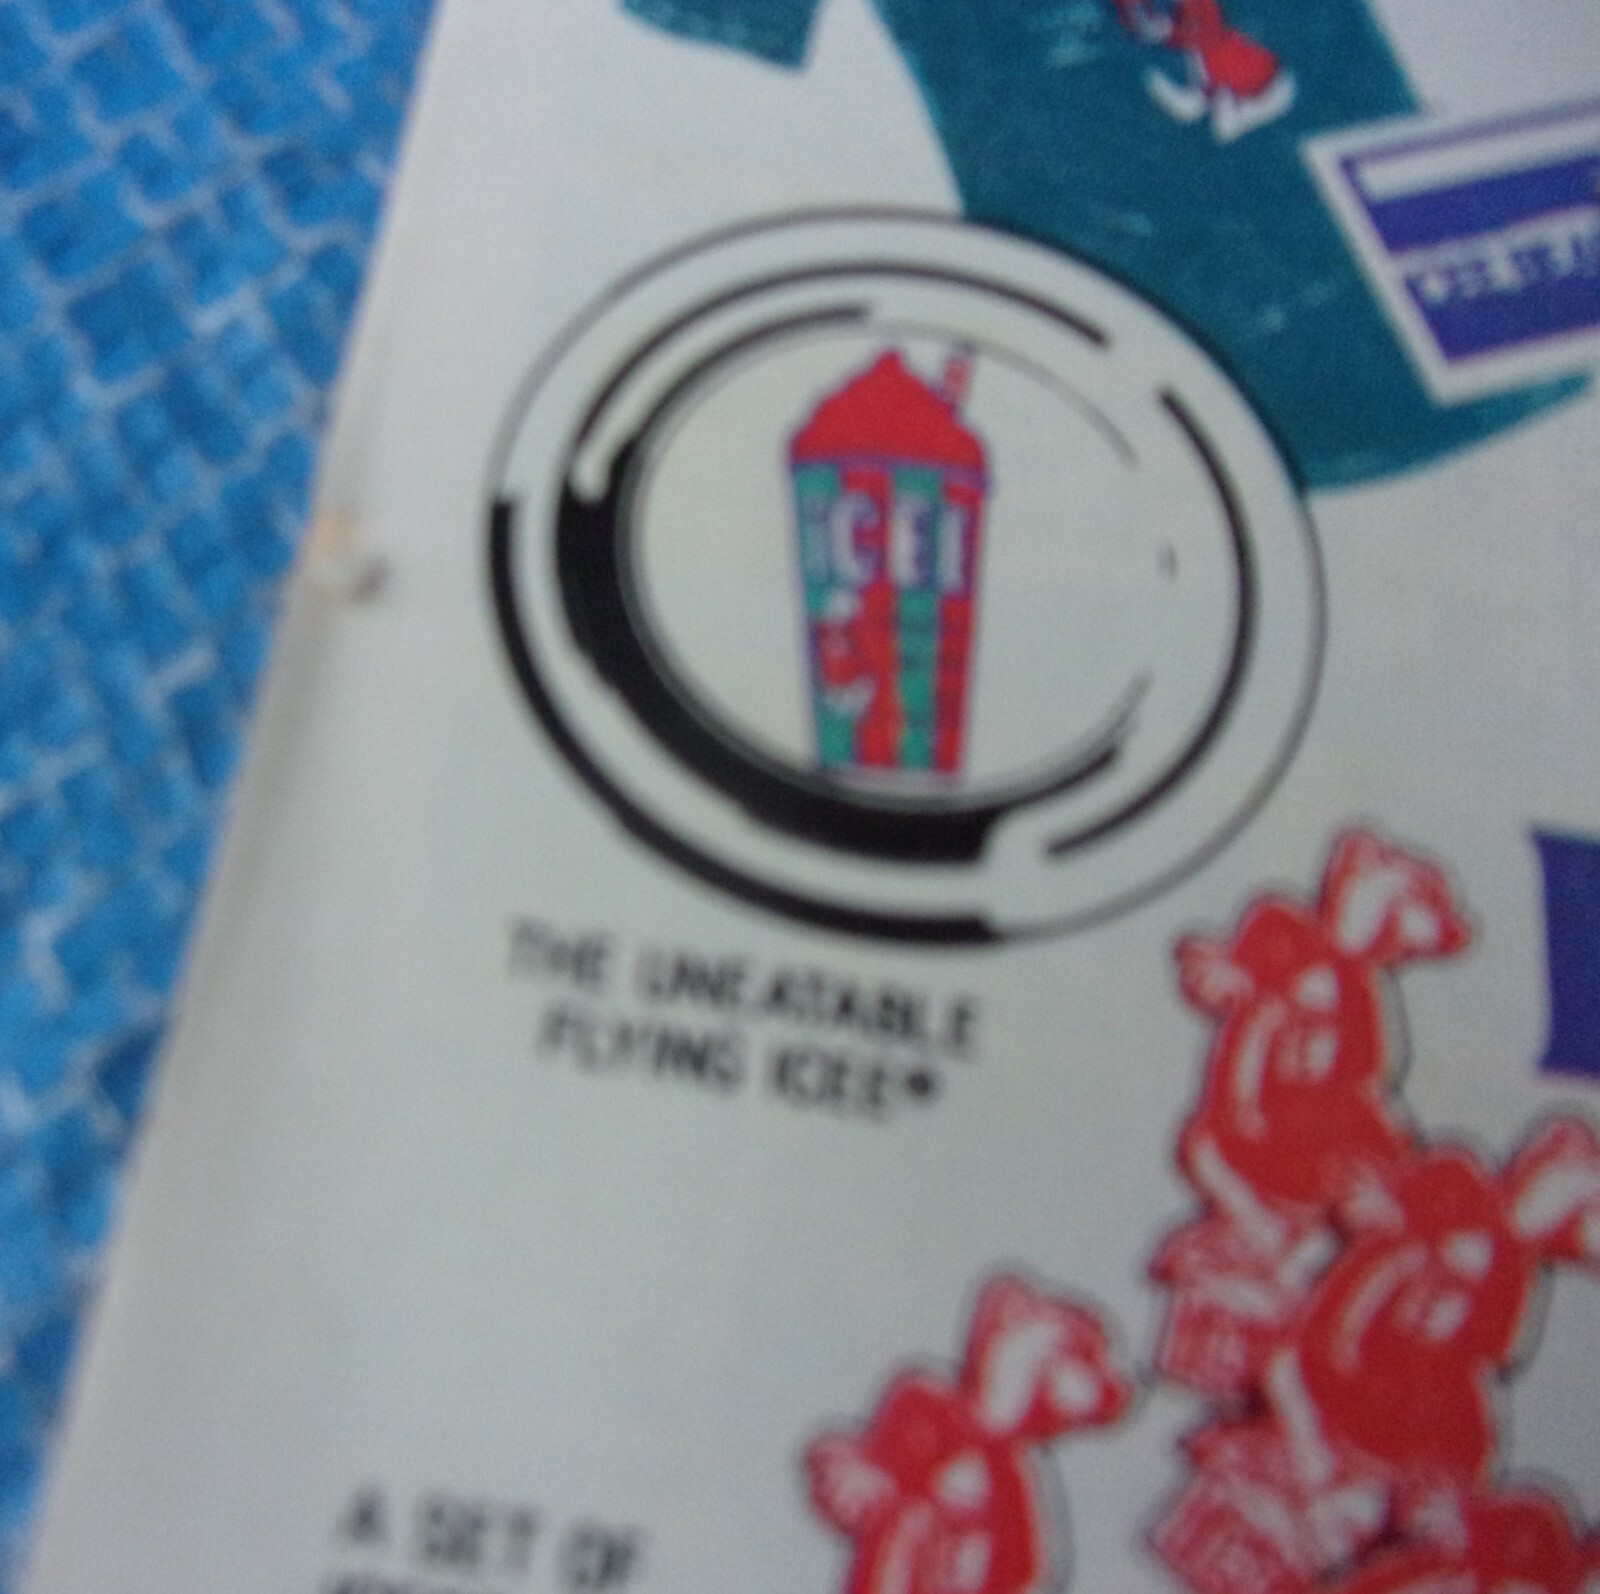 ICEE
THE UNEATABLE
FLYING ICEE®
A SET OF